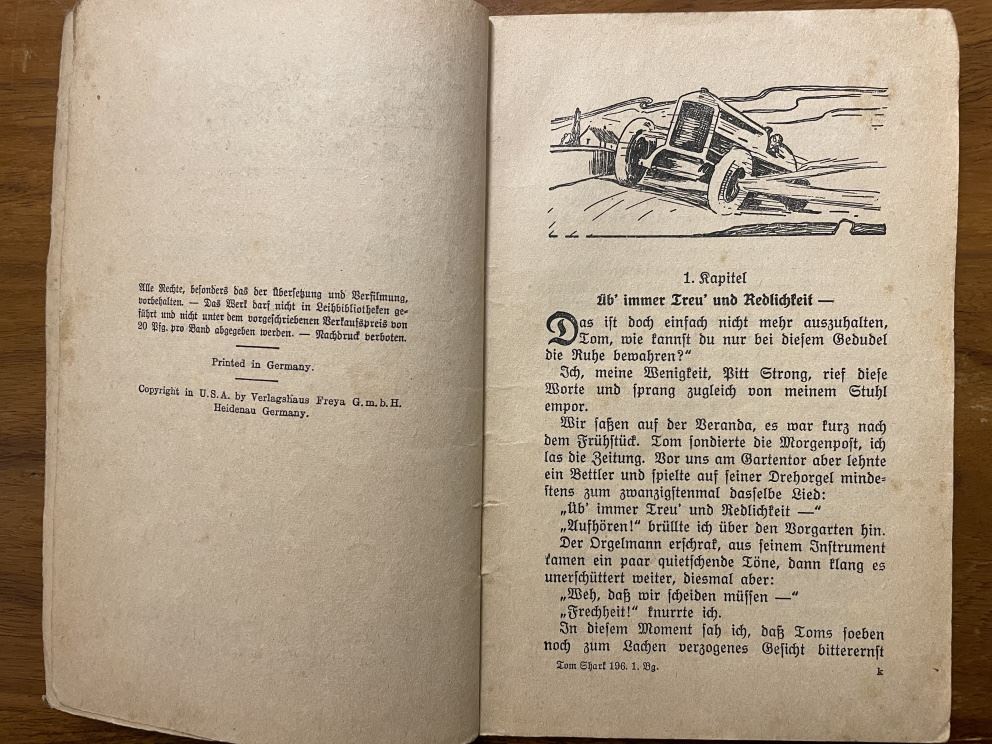 Alle Rechte, besonders das der Übersetzung und Verfilmung,
vorbehalten. — Das Werk darf nicht in Leihbibliotheken ge-
führt und nicht unter dem vorgeschriebenen Verkaufspreis von
20 Pfg. pro Band abgegeben werden. — Nachdruck verboten.
Printed in Germany.
Copyright in U.S.A. by Verlagshaus Freya G.m.b.H.
Heidenau Germany.
1. Kapitel
Üb' immer Treu' und Redlichkeit —
Das ist doch einfach nicht mehr auszuhalten,
Tom, wie kannst du nur bei diesem Gedudel
die Ruhe bewahren?“
Ich, meine Wenigkeit, Pitt Strong, rief diese
Worte und sprang zugleich von meinem Stuhl
empor.
Wir saßen auf der Veranda, es war kurz nach
dem Frühstück. Tom sondierte die Morgenpost, ich
las die Zeitung. Vor uns am Gartentor aber lehnte
ein Bettler und spielte auf seiner Drehorgel minde-
stens zum zwanzigstenmal dasselbe Lied:
„Üb' immer Treu' und Redlichkeit —“
„Aufhören!“ brüllte ich über den Vorgarten hin.
Der Orgelmann erschrak, aus seinem Instrument
kamen ein paar quietschende Töne, dann klang es
unerschüttert weiter, diesmal aber:
„Weh, daß wir scheiden müssen —“
„Frechheit!“ knurrte ich.
In diesem Moment sah ich, daß Toms soeben
noch zum Lachen verzogenes Gesicht bitterernst
Tom Shark 196. 1. Bg.
k